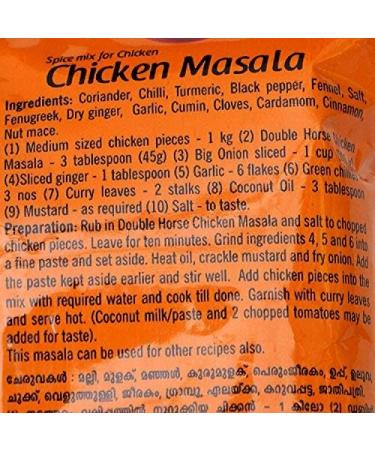 Spice mix for Chicken
Chicken Masala
Ingredients: Coriander, Chilli, Turmeric, Black pepper, Fennel, Salt,
Fenugreek, Dry ginger, Garlic, Cumin, Cloves, Cardamom, Cinnamon,
Nut mace.
(1) Medium sized chicken pieces - 1 kg (2) Double Horse Chicken
Masala - 3 tablespoon (45g) (3) Big Onion sliced - 1 cup
(4)Sliced ginger - 1 tablespoon (5) Garlic - 6 flakes (6) Green
3 nos (7) Curry leaves - 2 stalks (8) Coconut Oil - 3 tablespoon
(9) Mustard - as required (10) Salt - to taste.
Preparation: Rub in Double Horse Chicken Masala and salt to chopped
chicken pieces. Leave for ten minutes. Grind ingredients 4, 5 and 6 into
a fine paste and set aside. Heat oil, crackle mustard and fry onion. Add
the paste kept aside earlier and stir well. Add chicken pieces into the
mix with required water and cook till done. Garnish with curry leaves
and serve hot. (Coconut milk/paste and 2 chopped tomatoes may be
added for taste).
This masala can be used for other recipes also.
ചേരുവകൾ : മല്ലി, മുളക്, മഞ്ഞൾ, കുരുമുളക്, പെരുംജീരകം, ഉപ്പ്, ഉലുവ,
ചുക്ക്, വെളുത്തുള്ളി, ജീരകം, ഗ്രാമ്പൂ, ഏലയ്ക്ക, കറുവപ്പട്ട, ജാതിപത്രി
നുറുക്കിയ ചിക്കൻ - 1 കിലോ (2)